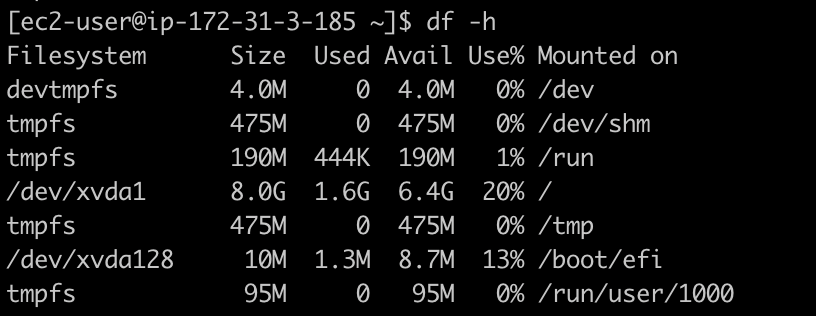 [ec2-user@ip-172-31-3-185 ~]$ df -h
Filesystem      Size  Used Avail Use% Mounted on
devtmpfs        4.0M     0  4.0M   0% /dev
tmpfs           475M     0  475M   0% /dev/shm
tmpfs           190M  444K  190M   1% /run
/dev/xvda1      8.0G  1.6G  6.4G  20% /
tmpfs           475M     0  475M   0% /tmp
/dev/xvda128     10M  1.3M  8.7M  13% /boot/efi
tmpfs            95M     0   95M   0% /run/user/1000